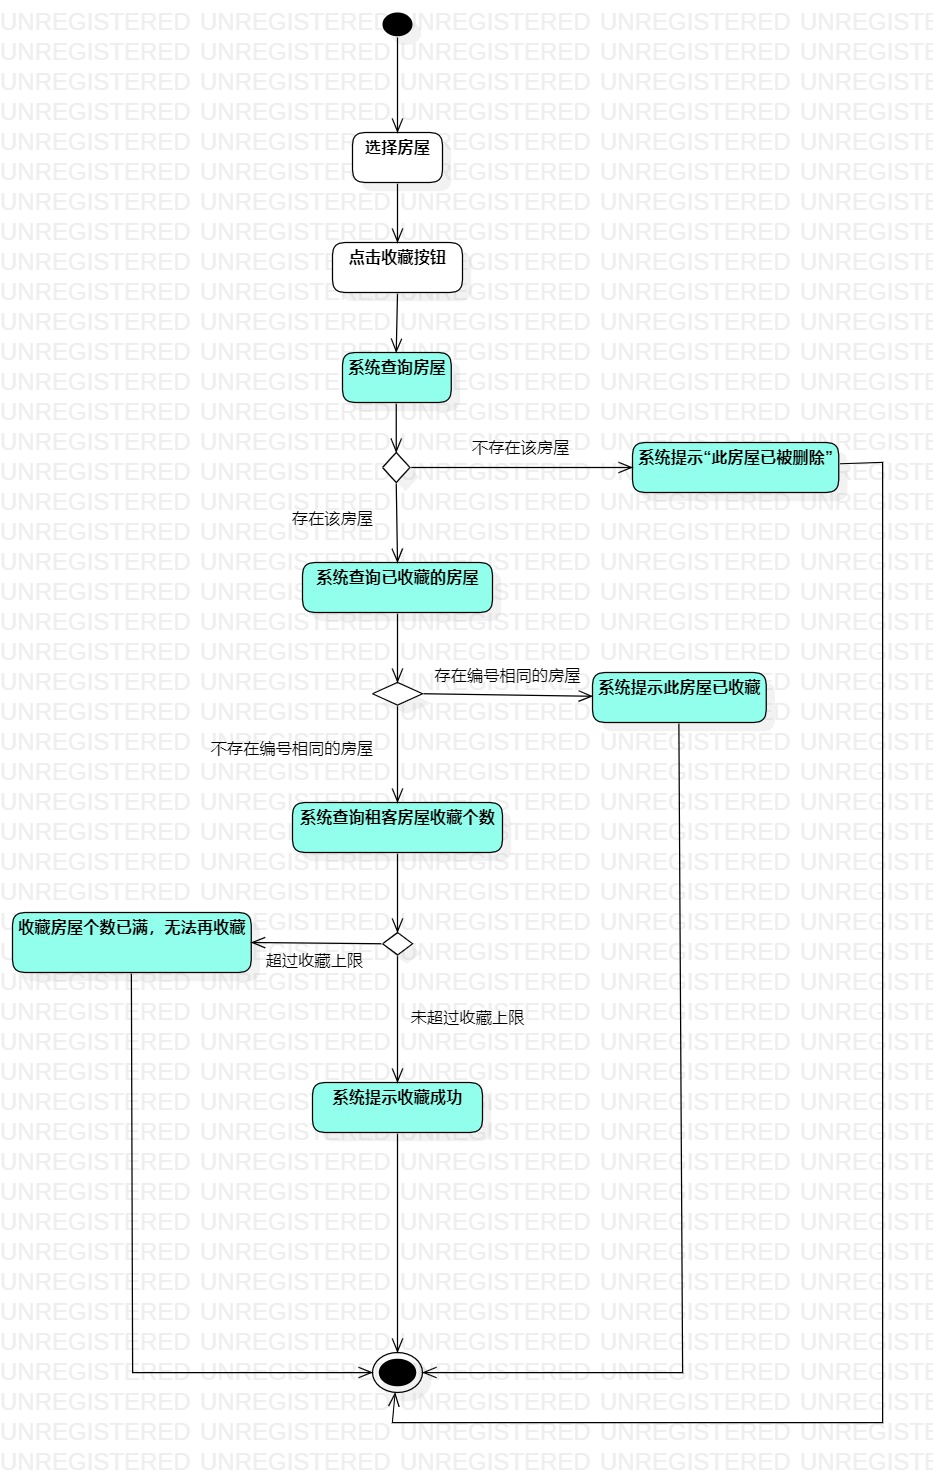 选择房屋
点击收藏按钮
系统查询房屋
不存在该房屋
系统提示“此房屋已被删除”
存在该房屋
系统查询已收藏的房屋
存在编号相同的房屋
系统提示此房屋已收藏
不存在编号相同的房屋
系统查询租客房屋收藏个数
收藏房屋个数已满，无法再收藏
超过收藏上限
未超过收藏上限
系统提示收藏成功
UNREGISTERED